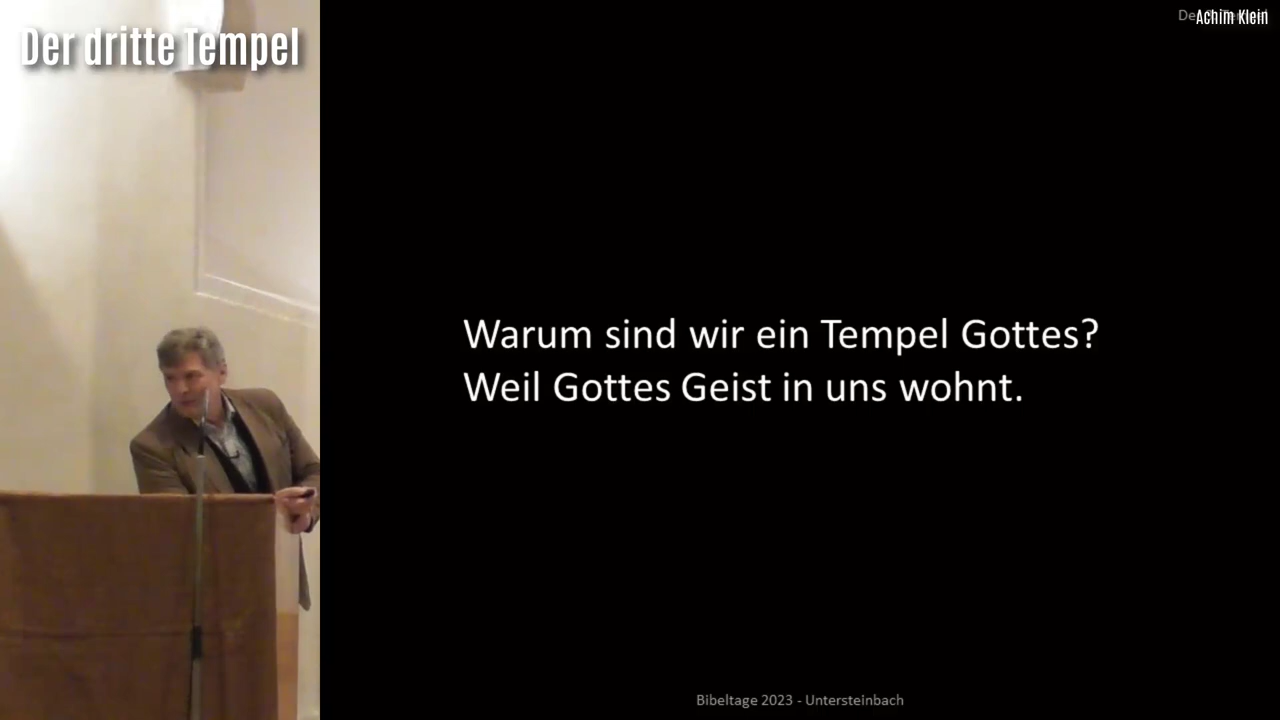 Der dritte Tempel
Achim Klein
Warum sind wir ein Tempel Gottes?
Weil Gottes Geist in uns wohnt.
Bibeltage 2023 - Untersteinbach